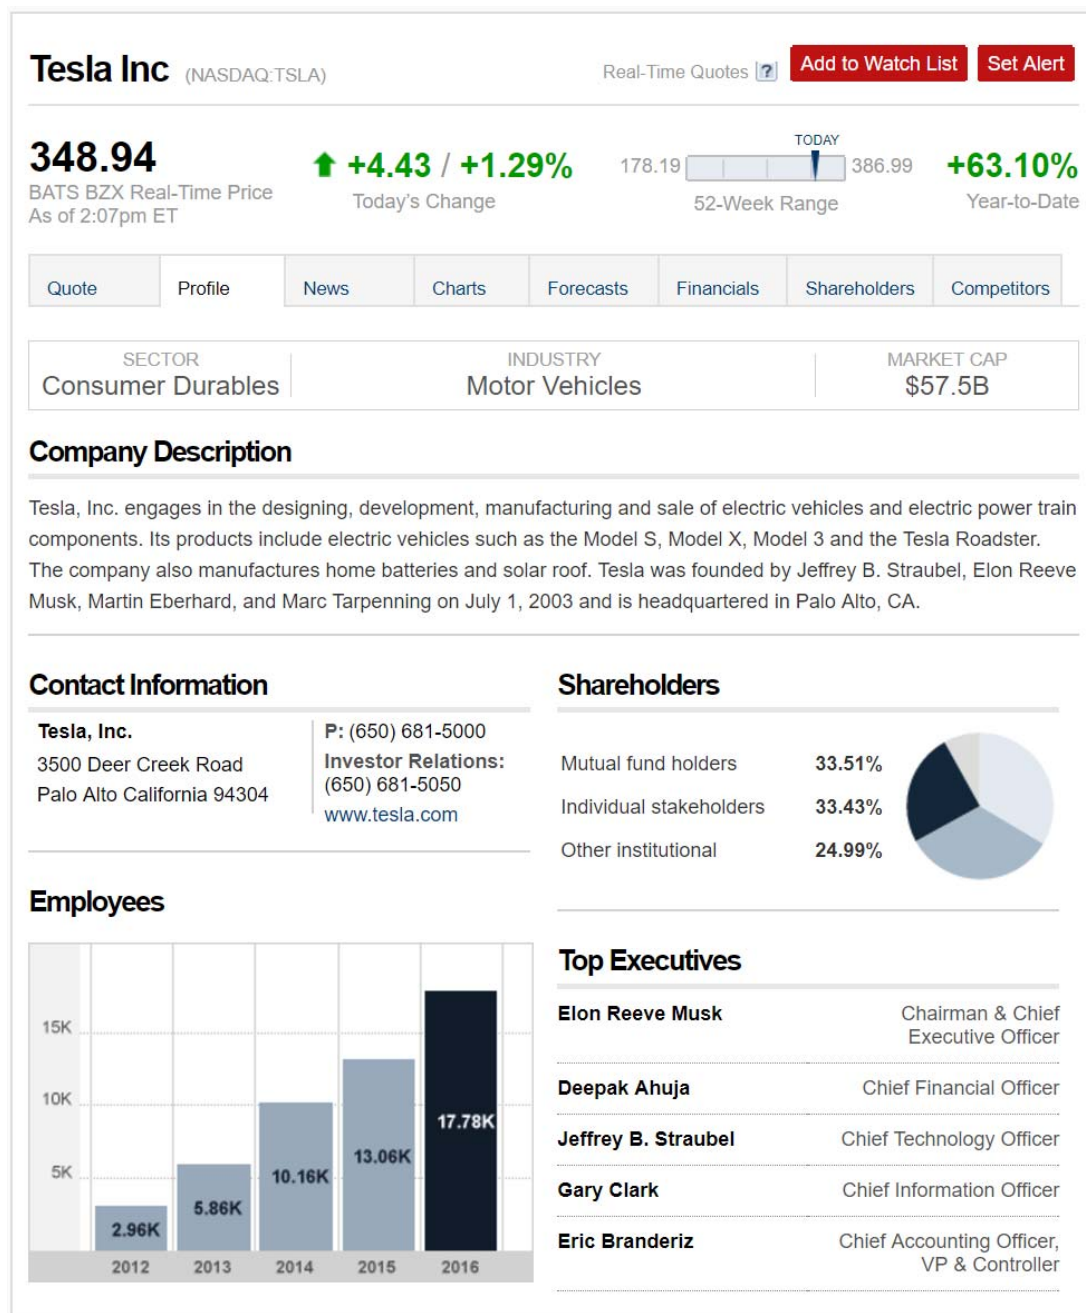 Tesla Inc (NASDAQ:TSLA)
Real-Time Quotes ? Add to Watch List Set Alert
348.94
BATS BZX Real-Time Price
As of 2:07pm ET
+4.43 / +1.29%
Today's Change
TODAY
178.19 386.99
52-Week Range
+63.10%
Year-to-Date
Quote Profile News Charts Forecasts Financials Shareholders Competitors
SECTOR
Consumer Durables
INDUSTRY
Motor Vehicles
MARKET CAP
$57.5B
Company Description
Tesla, Inc. engages in the designing, development, manufacturing and sale of electric vehicles and electric power train
components. Its products include electric vehicles such as the Model S, Model X, Model 3 and the Tesla Roadster.
The company also manufactures home batteries and solar roof. Tesla was founded by Jeffrey B. Straubel, Elon Reeve
Musk, Martin Eberhard, and Marc Tarpenning on July 1, 2003 and is headquartered in Palo Alto, CA.
Contact Information
Tesla, Inc.
3500 Deer Creek Road
Palo Alto California 94304
P: (650) 681-5000
Investor Relations:
(650) 681-5050
www.tesla.com
Shareholders
Mutual fund holders 33.51%
Individual stakeholders 33.43%
Other institutional 24.99%
Employees
15K
10K
5K
2.96K
5.86K
10.16K
13.06K
17.78K
2012 2013 2014 2015 2016
Top Executives
Elon Reeve Musk Chairman & Chief
Executive Officer
Deepak Ahuja Chief Financial Officer
Jeffrey B. Straubel Chief Technology Officer
Gary Clark Chief Information Officer
Eric Branderiz Chief Accounting Officer,
VP & Controller